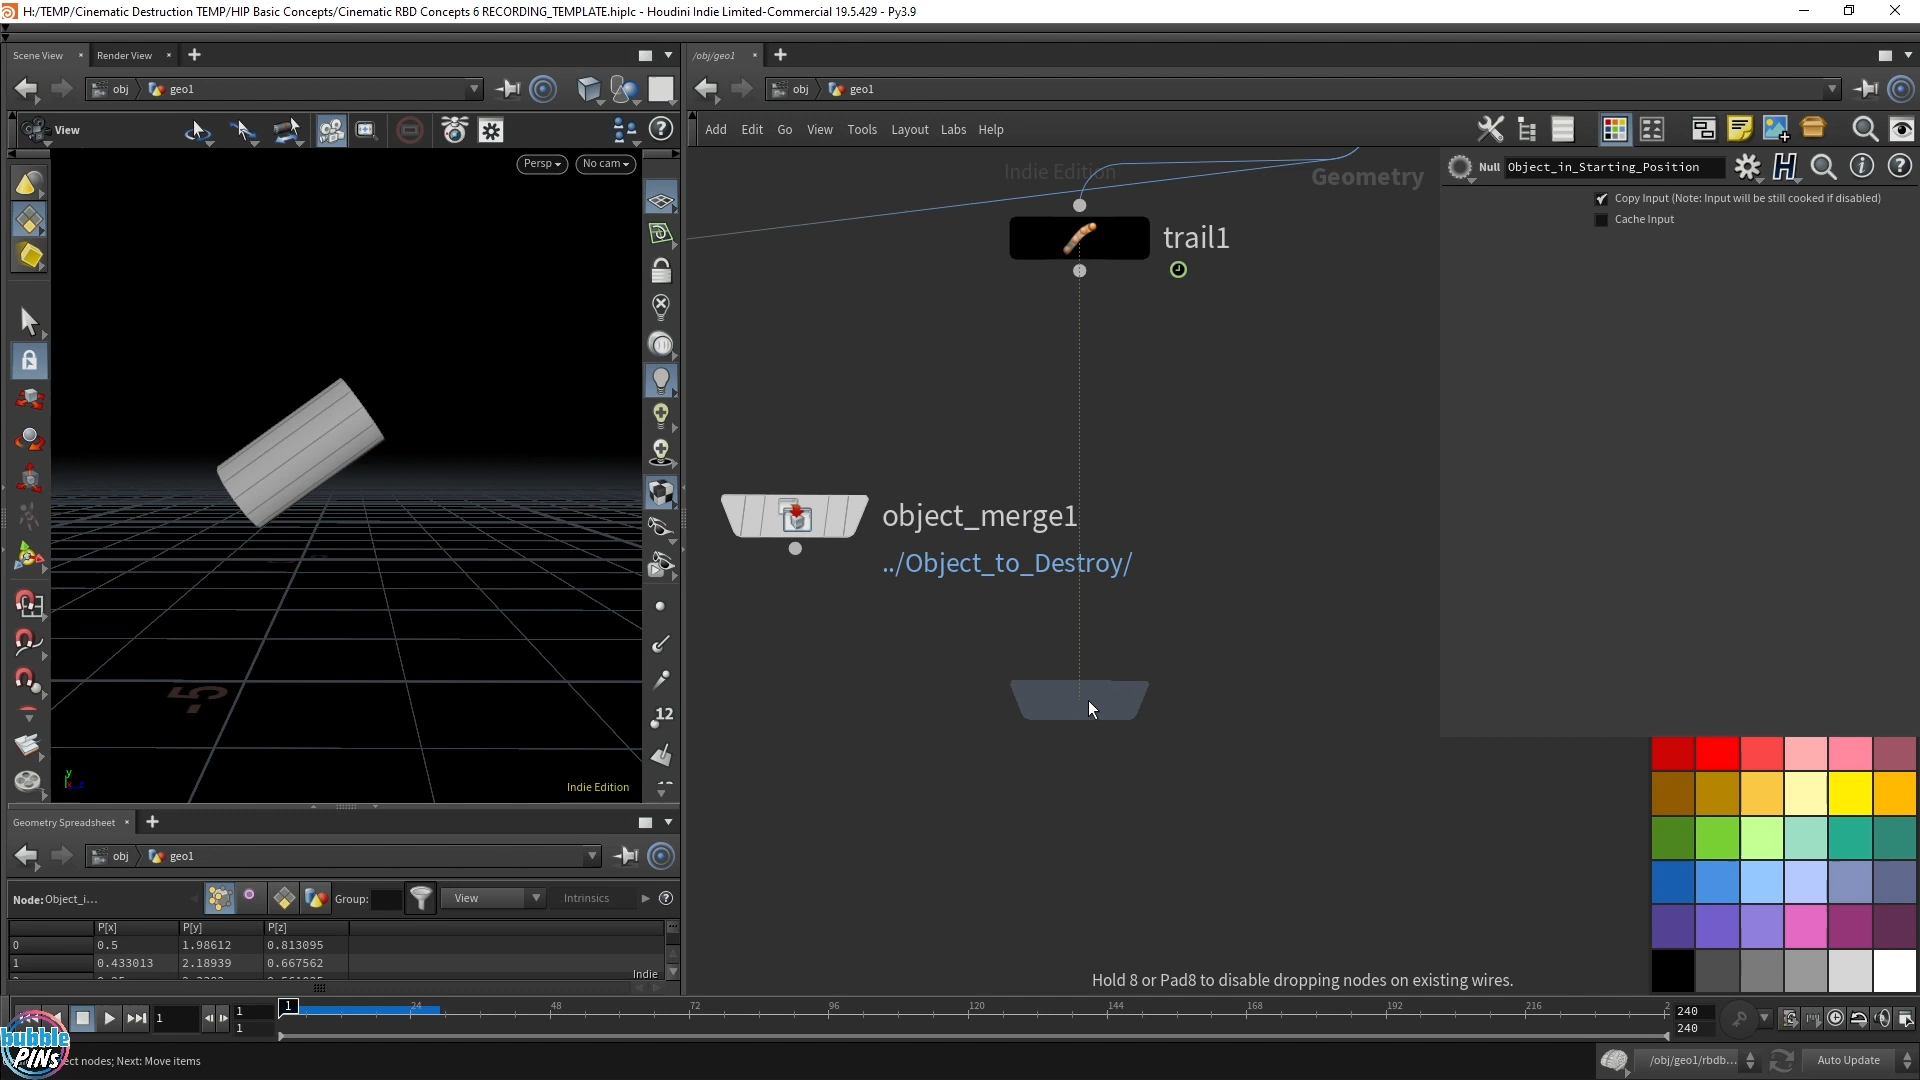 H:/TEMP/Cinematic Destruction TEMP/HIP Basic Concepts/Cinematic RBD Concepts 6 RECORDING_TEMPLATE.hiplc - Houdini Indie Limited-Commercial 19.5.429 - Py3.9
Scene View
Render View
/obj/geo1
obj
geo1
obj
geo1
View
Add
Edit
Go
View
Tools
Layout
Labs
Help
Persp
No cam
Indie Edition
Geometry
Null
Object_in_Starting_Position
Copy Input (Note: Input will be still cooked if disabled)
Cache Input
trail1
object_merge1
../Object_to_Destroy/
12
5
y
Indie Edition
Geometry Spreadsheet
obj
geo1
Node: Object_i...
Group:
View
Intrinsics
P[x] P[y] P[z]
0 0.5 1.98612 0.813095
1 0.433013 2.18939 0.667562
Indie
Hold 8 or Pad8 to disable dropping nodes on existing wires.
1
1
1
1
24 48 72 96 120 144 168 192 216 2
240
240
bubble
PiNs
ect nodes; Next: Move items
/obj/geo1/rbdb...
Auto Update